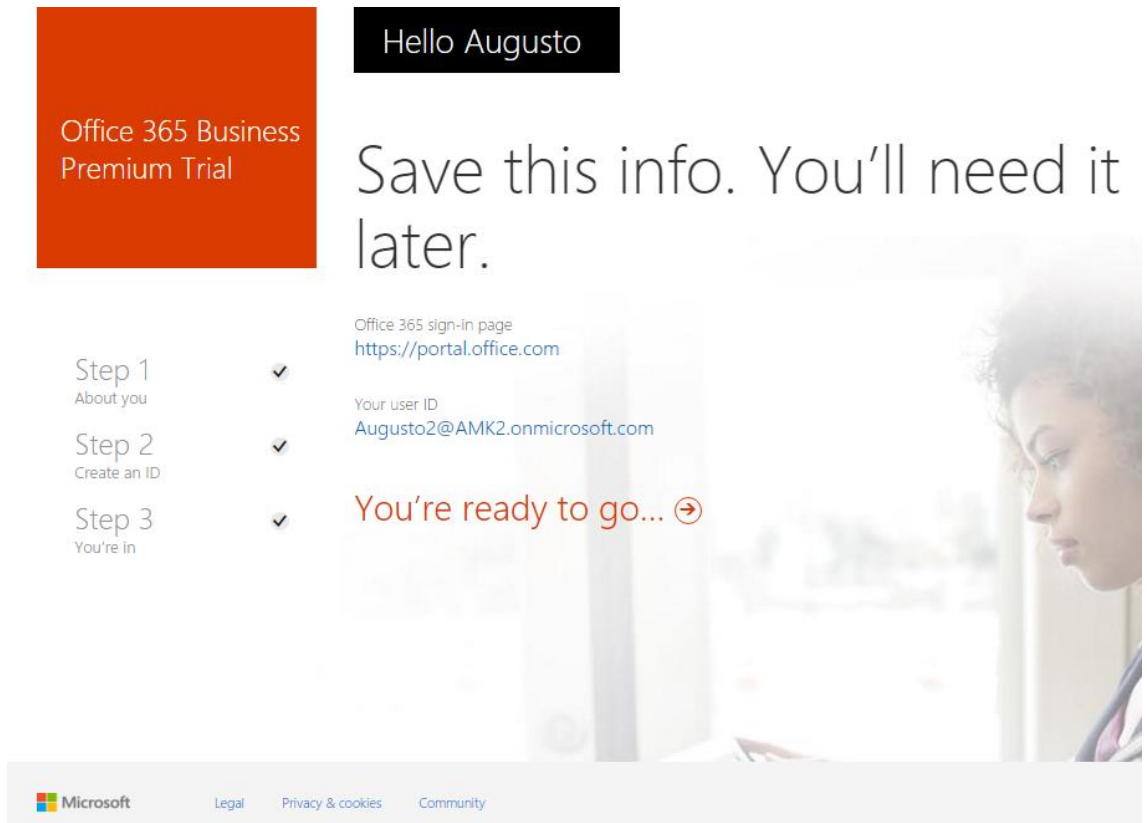 Hello Augusto
Office 365 Business
Premium Trial
Save this info. You'll need it
later.
Office 365 sign-in page
https://portal.office.com
Your user ID
Augusto2@AMK2.onmicrosoft.com
You're ready to go...
Step 1
About you
Step 2
Create an ID
Step 3
You're in
Microsoft
Legal
Privacy & cookies
Community